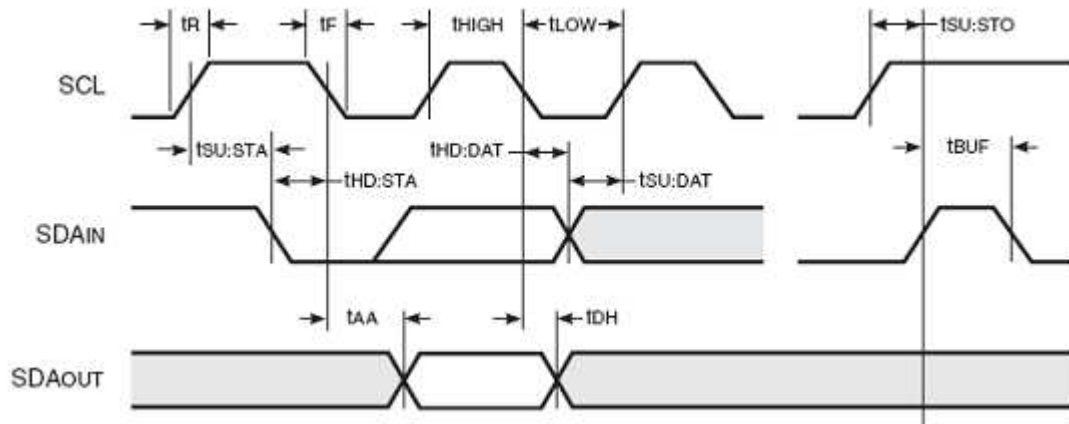 tR tF tHIGH tLOW tSU:STO
SCL
tSU:STA tHD:DAT tBUF
tHD:STA tSU:DAT
SDAIN
tAA tDH
SDAOUT